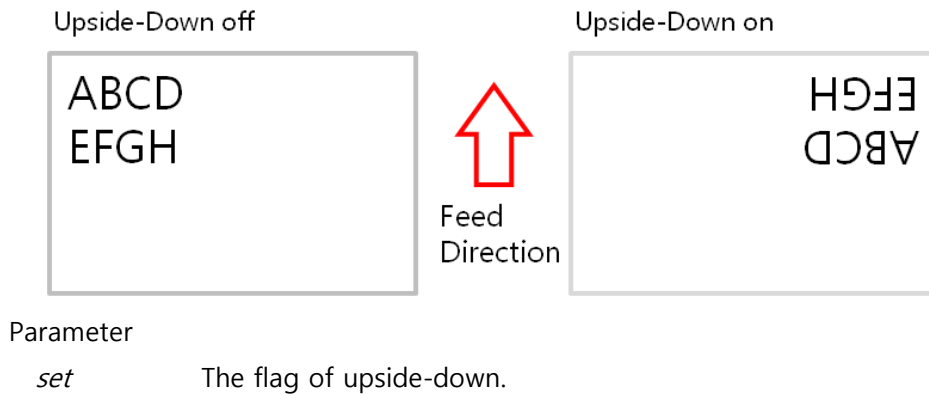 Upside-Down off
ABCD
EFGH
Feed
Direction
Upside-Down on
ABCD
EFGH
Parameter
set The flag of upside-down.